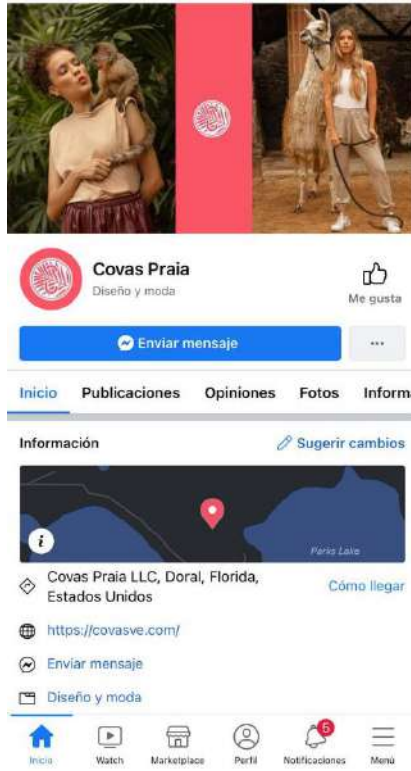 Covas Praia
Diseño y moda
Me gusta
Enviar mensaje
Inicio Publicaciones Opiniones Fotos Inform
Información
Sugerir cambios
i
Parks Lake
Covas Praia LLC, Doral, Florida,
Estados Unidos
Cómo llegar
https://covasve.com/
Enviar mensaje
Diseño y moda
5
Inicio Watch Marketplace Perfil Notificaciones Menú